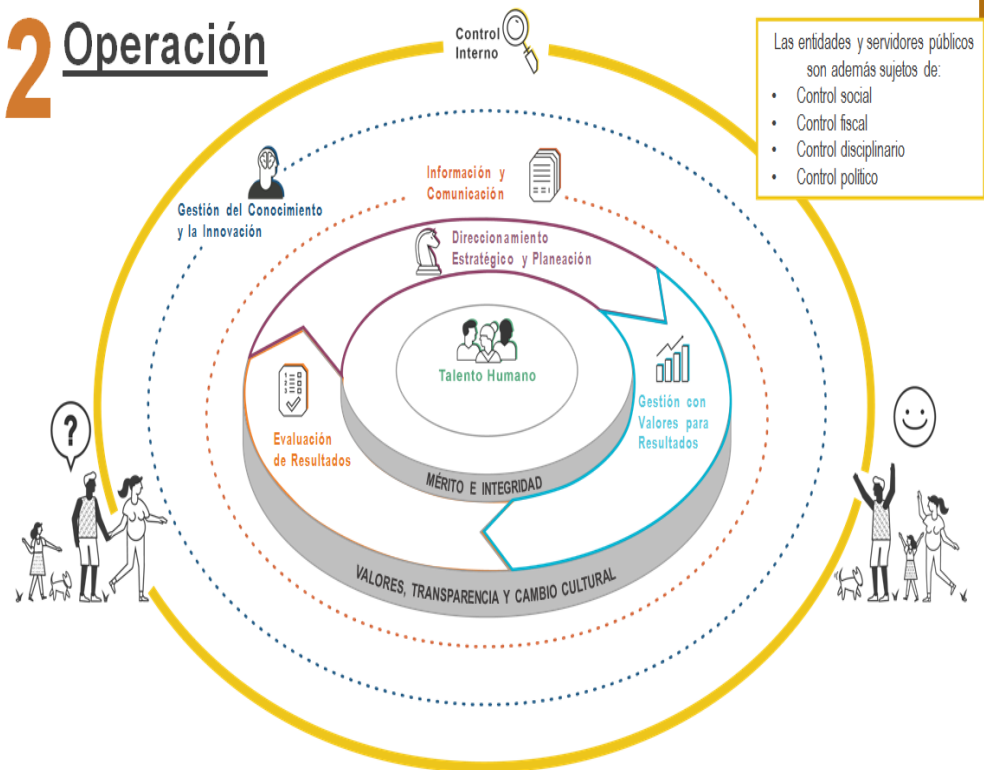 2 Operación
Control
Interno
Las entidades y servidores públicos
son además sujetos de:
• Control social
• Control fiscal
• Control disciplinario
• Control político
Información y
Comunicación
Gestión del Conocimiento
y la Innovación
Direccionamiento
Estratégico y Planeación
Talento Humano
Gestión con
Valores para
Resultados
Evaluación
de Resultados
MÉRITO E INTEGRIDAD
VALORES, TRANSPARENCIA Y CAMBIO CULTURAL
?